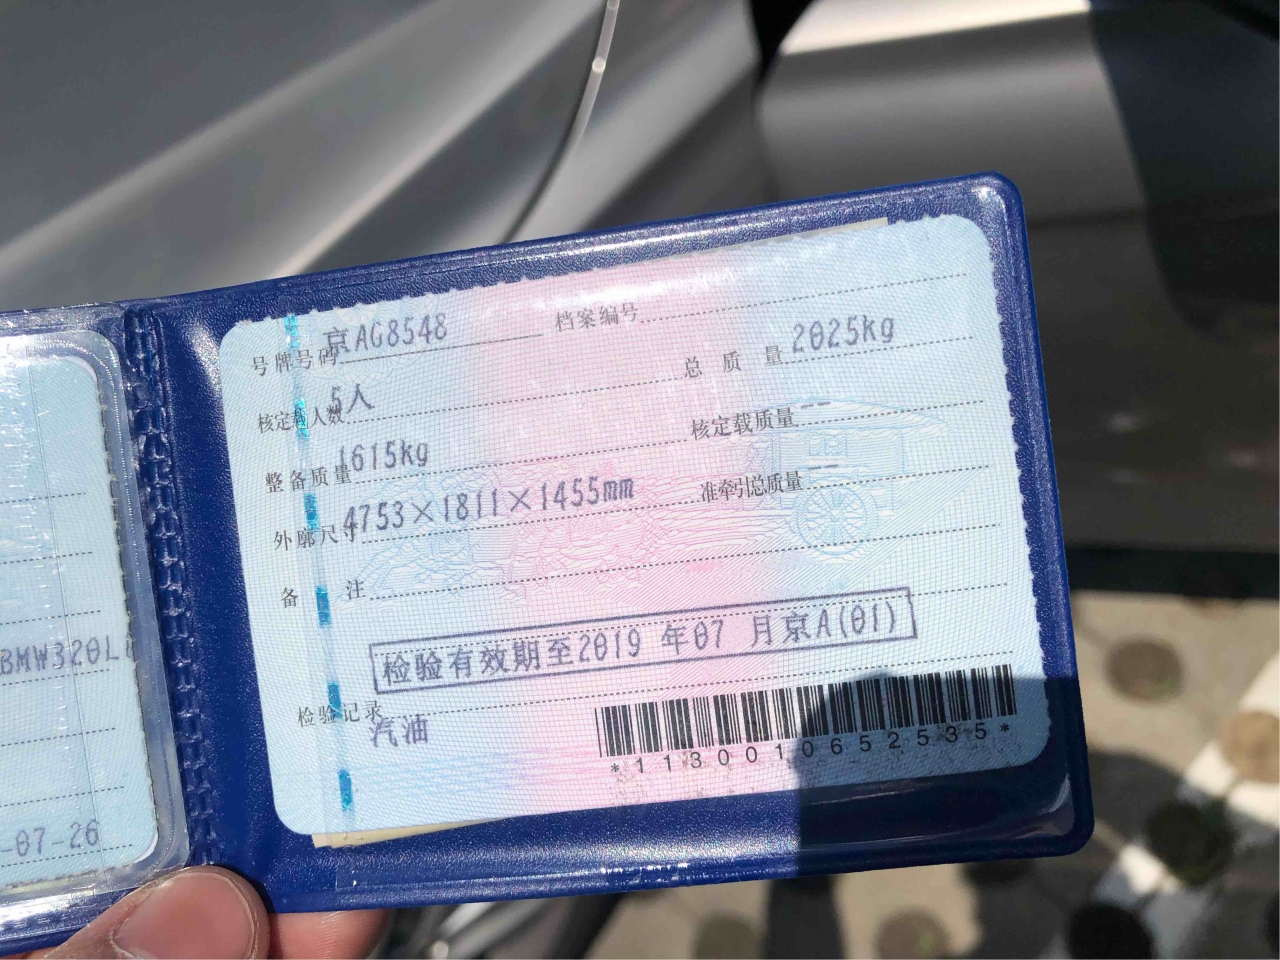 号牌号码 京AG8548 档案编号
核定载人数 5人 总质量 2025kg
整备质量 1615kg 核定载质量 --
外廓尺寸 4753×1811×1455mm 准牵引总质量 --
备注
检验有效期至2019 年07 月京A(01)
检验记录
汽油
*1130010652535*
BMW320L
-07-26